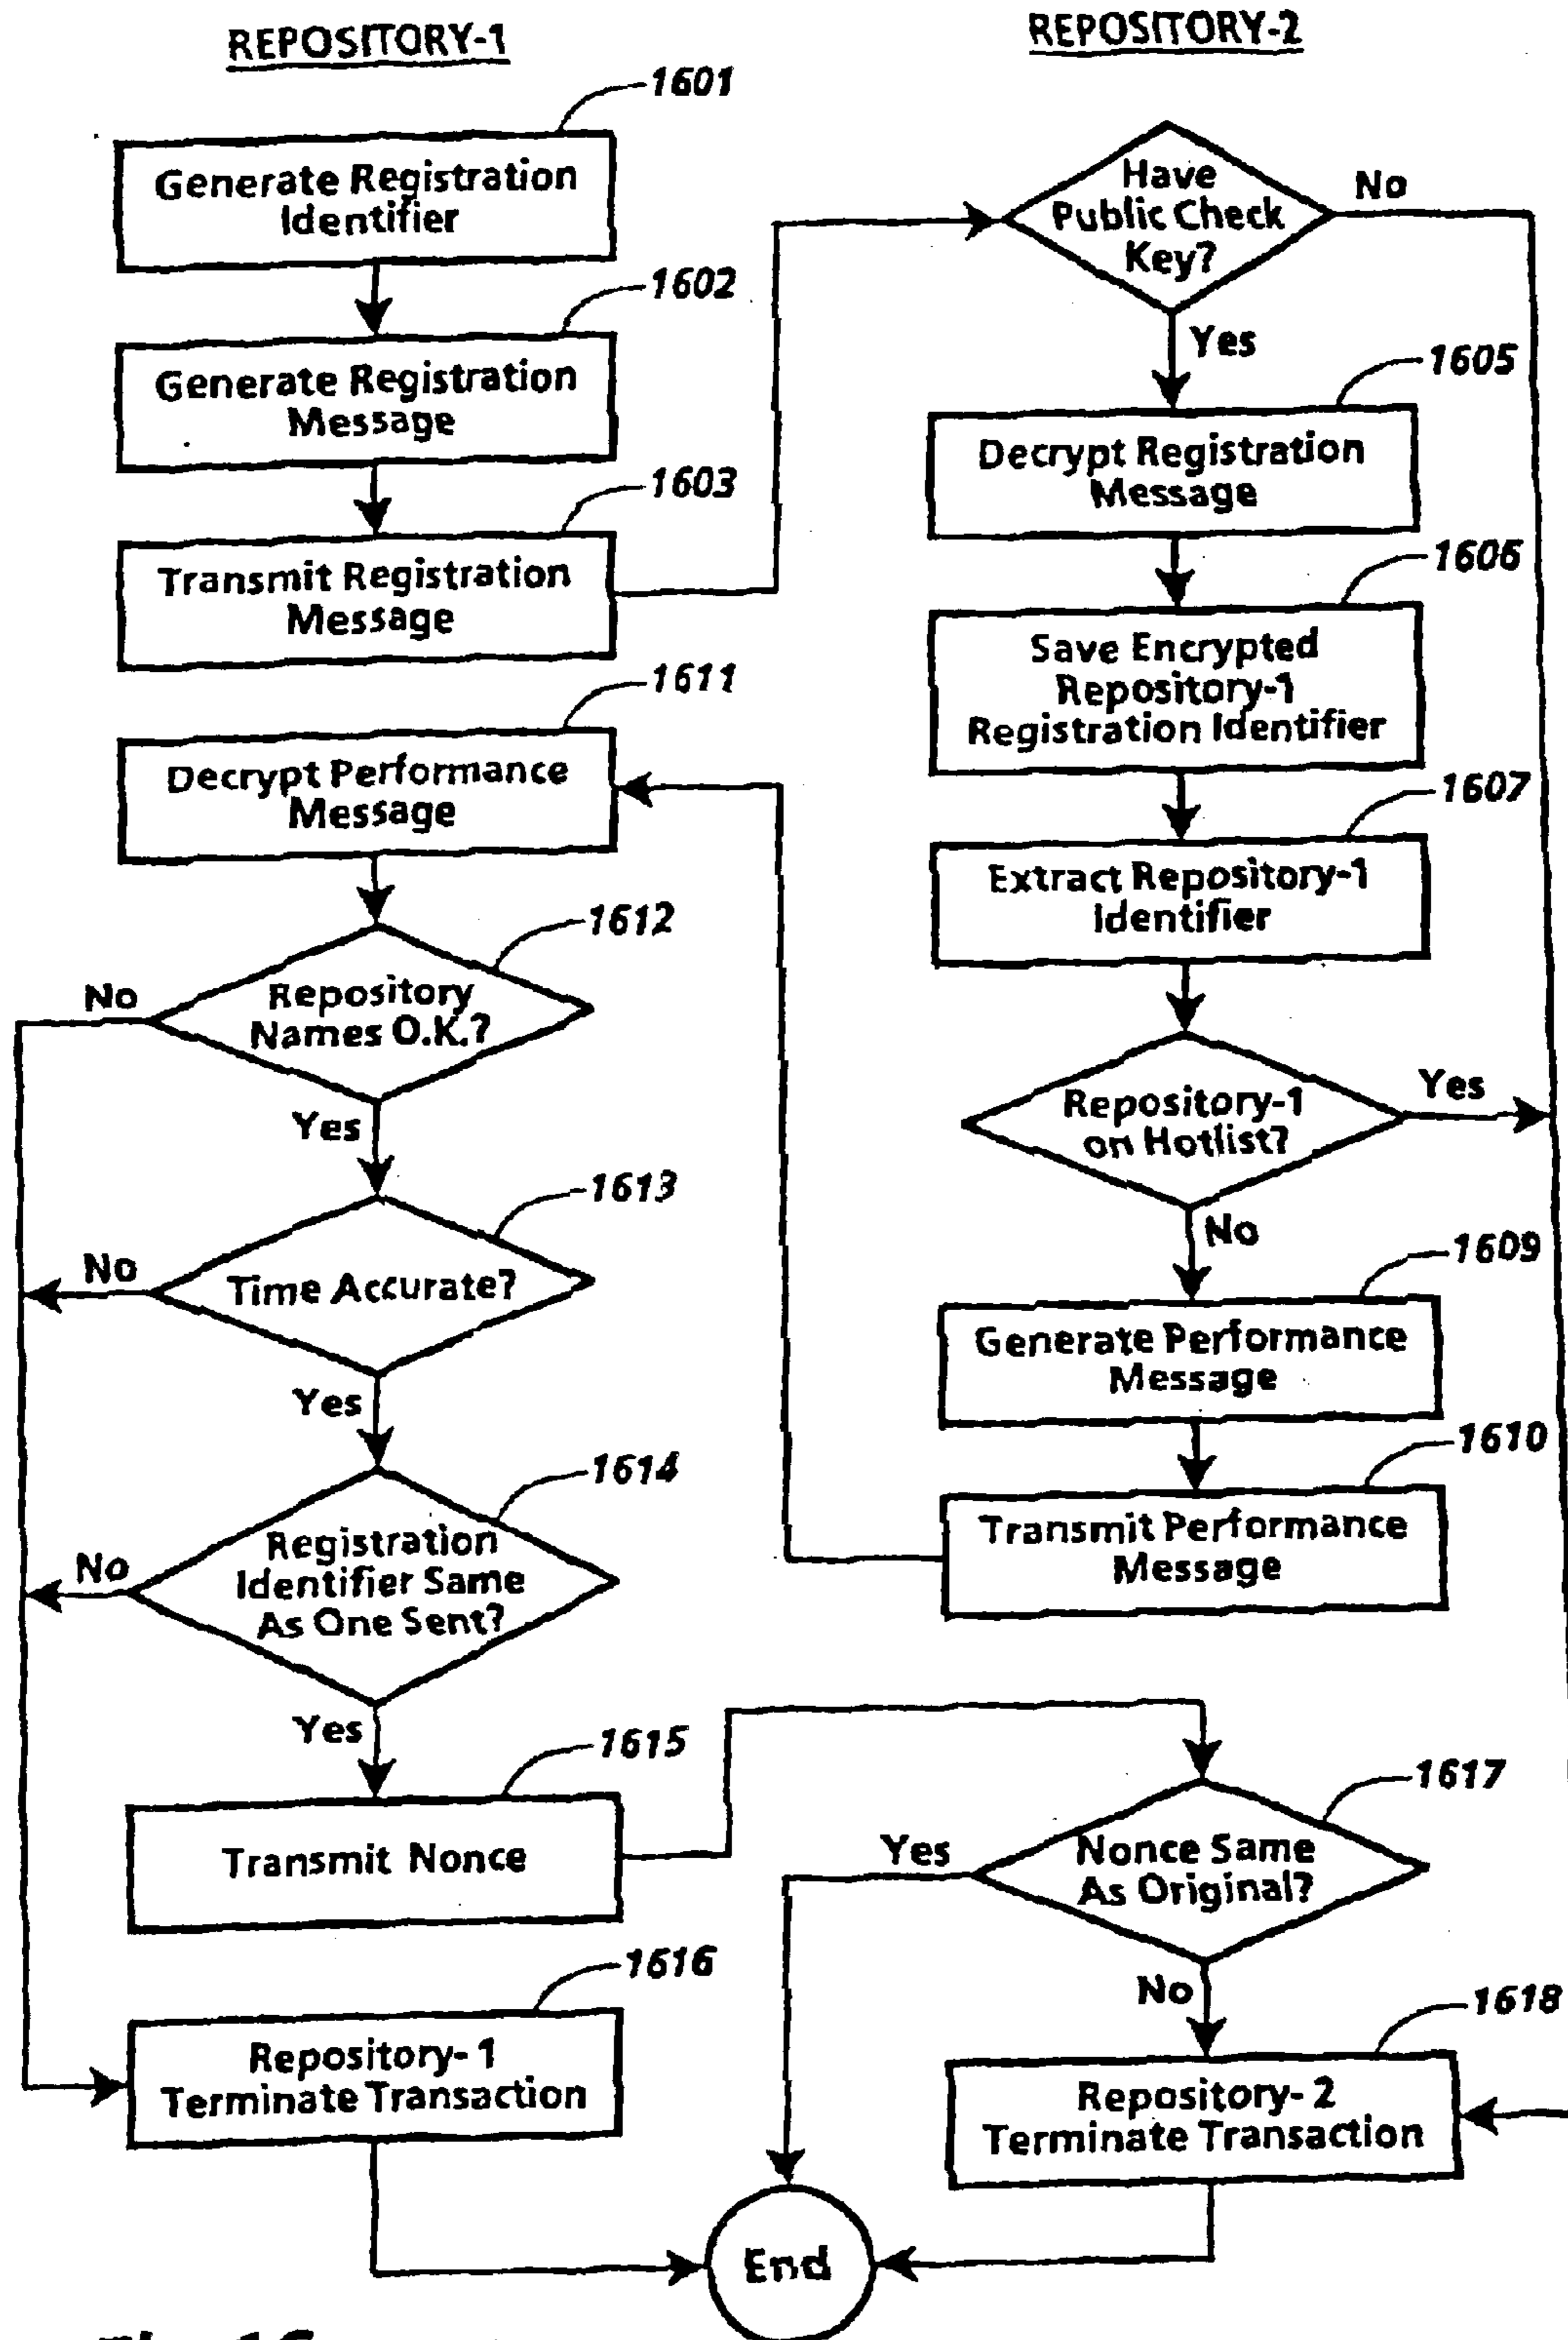 REPOSITORY-1
1601
Generate Registration
Identifier
1602
Generate Registration
Message
1603
Transmit Registration
Message
1611
Decrypt Performance
Message
1612
Repository
Names O.K.?
No
Yes
1613
Time Accurate?
No
Yes
1614
Registration
Identifier Same
As One Sent?
No
Yes
1615
Transmit Nonce
1616
Repository-1
Terminate Transaction
REPOSITORY-2
Have
Public Check
Key?
No
Yes
1605
Decrypt Registration
Message
1606
Save Encrypted
Repository-1
Registration Identifier
1607
Extract Repository-1
Identifier
Repository-1
on Hotlist?
Yes
No
1609
Generate Performance
Message
1610
Transmit Performance
Message
1617
Nonce Same
As Original?
Yes
No
1618
Repository-2
Terminate Transaction
End